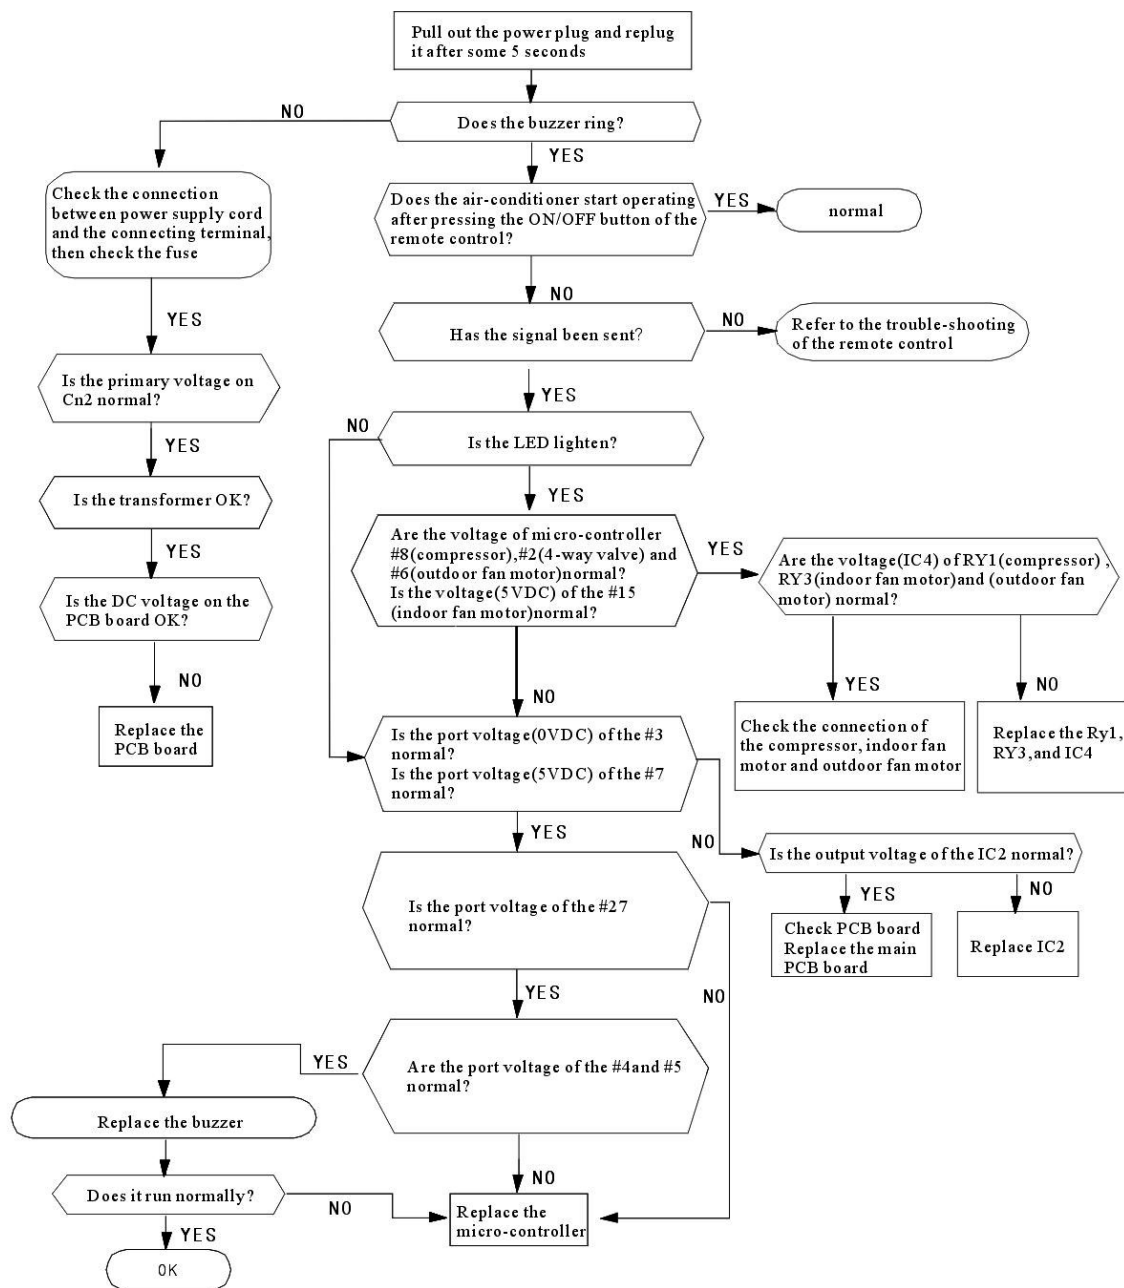 Pull out the power plug and replug
it after some 5 seconds
NO
Does the buzzer ring?
YES
Check the connection
between power supply cord
and the connecting terminal,
then check the fuse
Does the air-conditioner start operating
after pressing the ON/OFF button of the
remote control?
YES
normal
NO
YES
Has the signal been sent?
NO
Refer to the trouble-shooting
of the remote control
Is the primary voltage on
Cn2 normal?
YES
NO
Is the LED lighten?
YES
Is the transformer OK?
YES
YES
Are the voltage of micro-controller
#8(compressor),#2(4-way valve) and
#6(outdoor fan motor)normal?
Is the voltage(5VDC) of the #15
(indoor fan motor)normal?
YES
Are the voltage(IC4) of RY1(compressor) ,
RY3(indoor fan motor)and (outdoor fan
motor) normal?
Is the DC voltage on the
PCB board OK?
NO
NO
YES
NO
Replace the
PCB board
Is the port voltage(0VDC) of the #3
normal?
Is the port voltage(5VDC) of the #7
normal?
Check the connection of
the compressor, indoor fan
motor and outdoor fan motor
Replace the Ry1,
RY3,and IC4
YES
NO
Is the output voltage of the IC2 normal?
YES
NO
Is the port voltage of the #27
normal?
Check PCB board
Replace the main
PCB board
Replace IC2
YES
NO
YES
Are the port voltage of the #4and #5
normal?
Replace the buzzer
NO
Does it run normally?
NO
Replace the
micro-controller
YES
OK